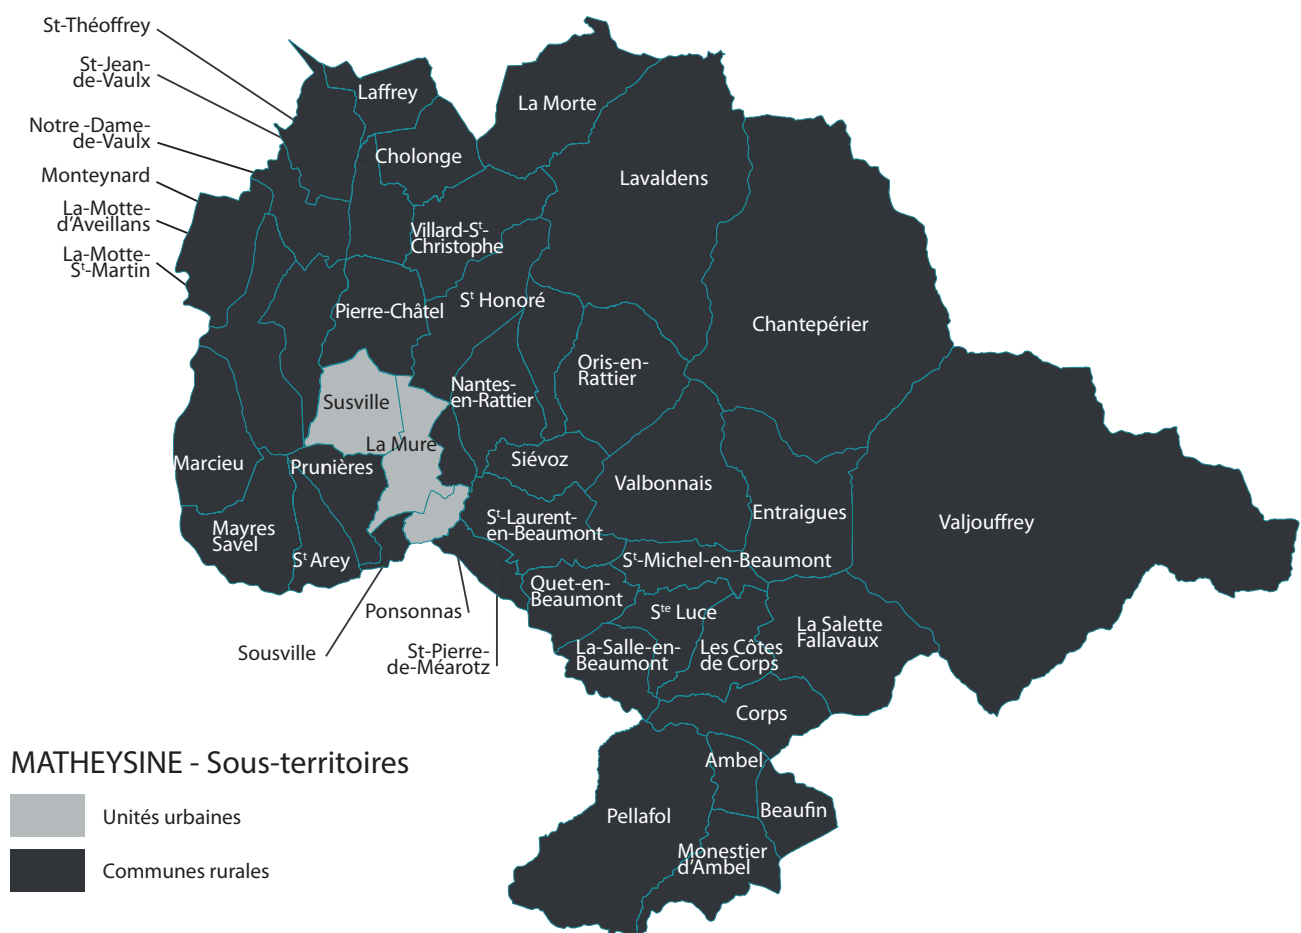 St-Théoffrey
St-Jean-
de-Vaulx
Notre -Dame-
de-Vaulx
Monteynard
La-Motte-
d'Aveillans
La-Motte-
Sᵗ-Martin
Laffrey
La Morte
Cholonge
Lavaldens
Villard-Sᵗ-
Christophe
Sᵗ Honoré
Pierre-Châtel
Chantepérier
Oris-en-
Rattier
Nantes-
en-Rattier
Susville
La Mure
Marcieu
Prunières
Siévoz
Valbonnais
Entraigues
Valjouffrey
Mayres
Savel
Sᵗ Arey
Sᵗ-Laurent-
en-Beaumont
Sᵗ-Michel-en-Beaumont
Quet-en-
Beaumont
Ponsonnas
Sousville
St-Pierre-
de-Méarotz
Sᵗᵉ Luce
La-Salle-en-
Beaumont
Les Côtes
de Corps
La Salette
Fallavaux
Corps
Ambel
Beaufin
Pellafol
Monestier
d'Ambel
MATHEYSINE - Sous-territoires
Unités urbaines
Communes rurales